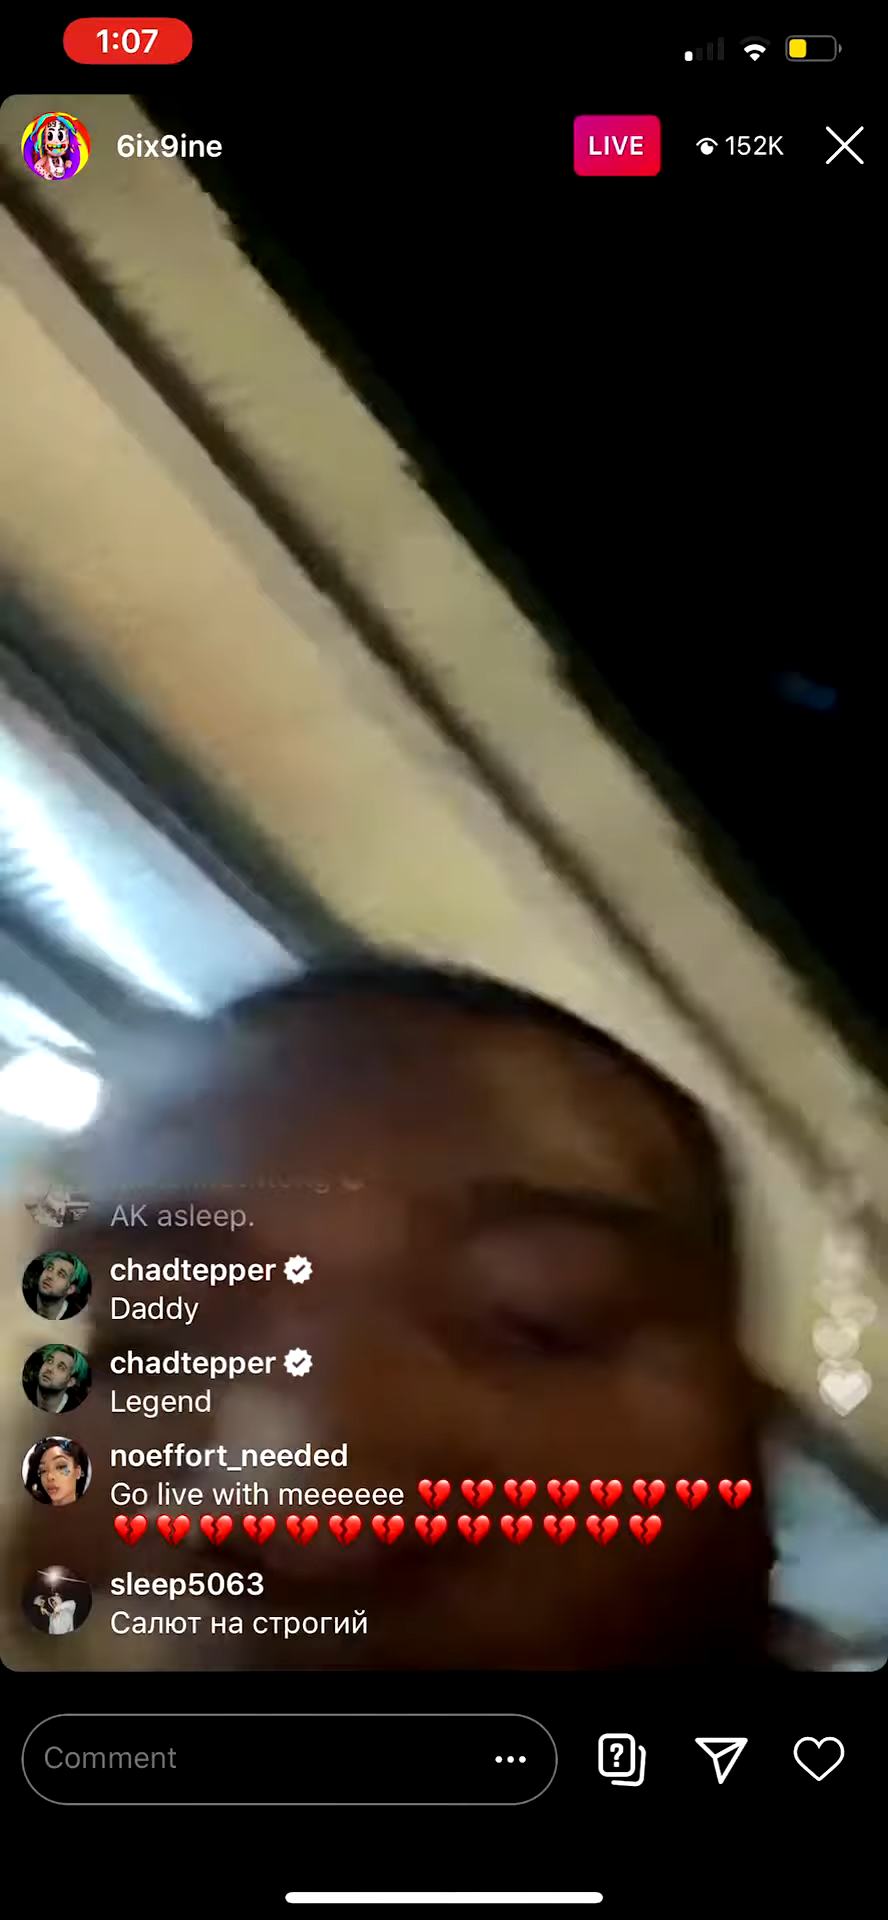 1:07
6ix9ine
LIVE
152K
AK asleep.
chadtepper
Daddy
chadtepper
Legend
noeffort_needed
Go live with meeeeee 💔💔💔💔💔💔💔💔
💔💔💔💔💔💔💔💔💔💔💔💔💔
sleep5063
Салют на строгий
Comment